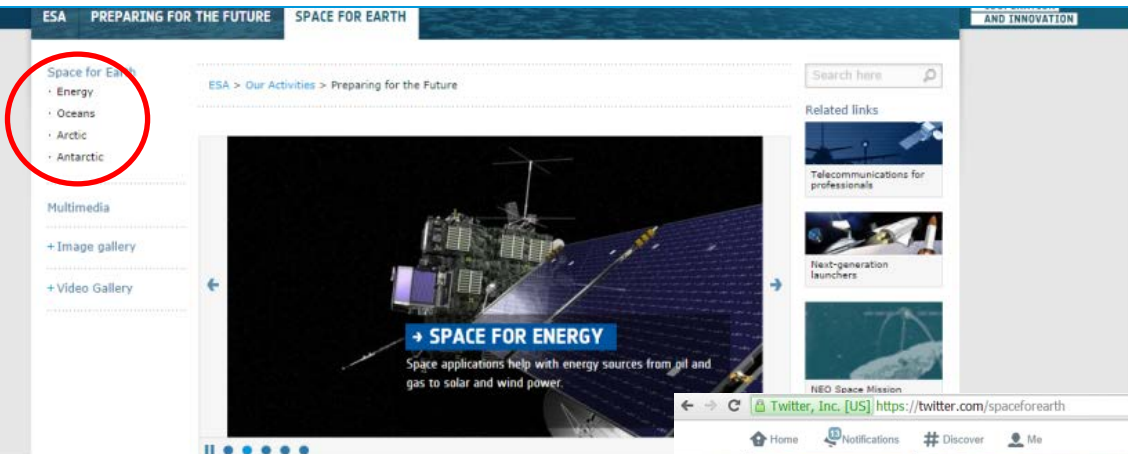 ESA PREPARING FOR THE FUTURE SPACE FOR EARTH
AND INNOVATION
Space for Earth
· Energy
· Oceans
· Arctic
· Antarctic
Multimedia
+ Image gallery
+ Video Gallery
ESA > Our Activities > Preparing for the Future
→ SPACE FOR ENERGY
Space applications help with energy sources from oil and
gas to solar and wind power.
Search here
Related links
Telecommunications for
professionals
Next-generation
launchers
NEO Space Mission
Twitter, Inc. [US] https://twitter.com/spaceforearth
Home 13 Notifications # Discover Me